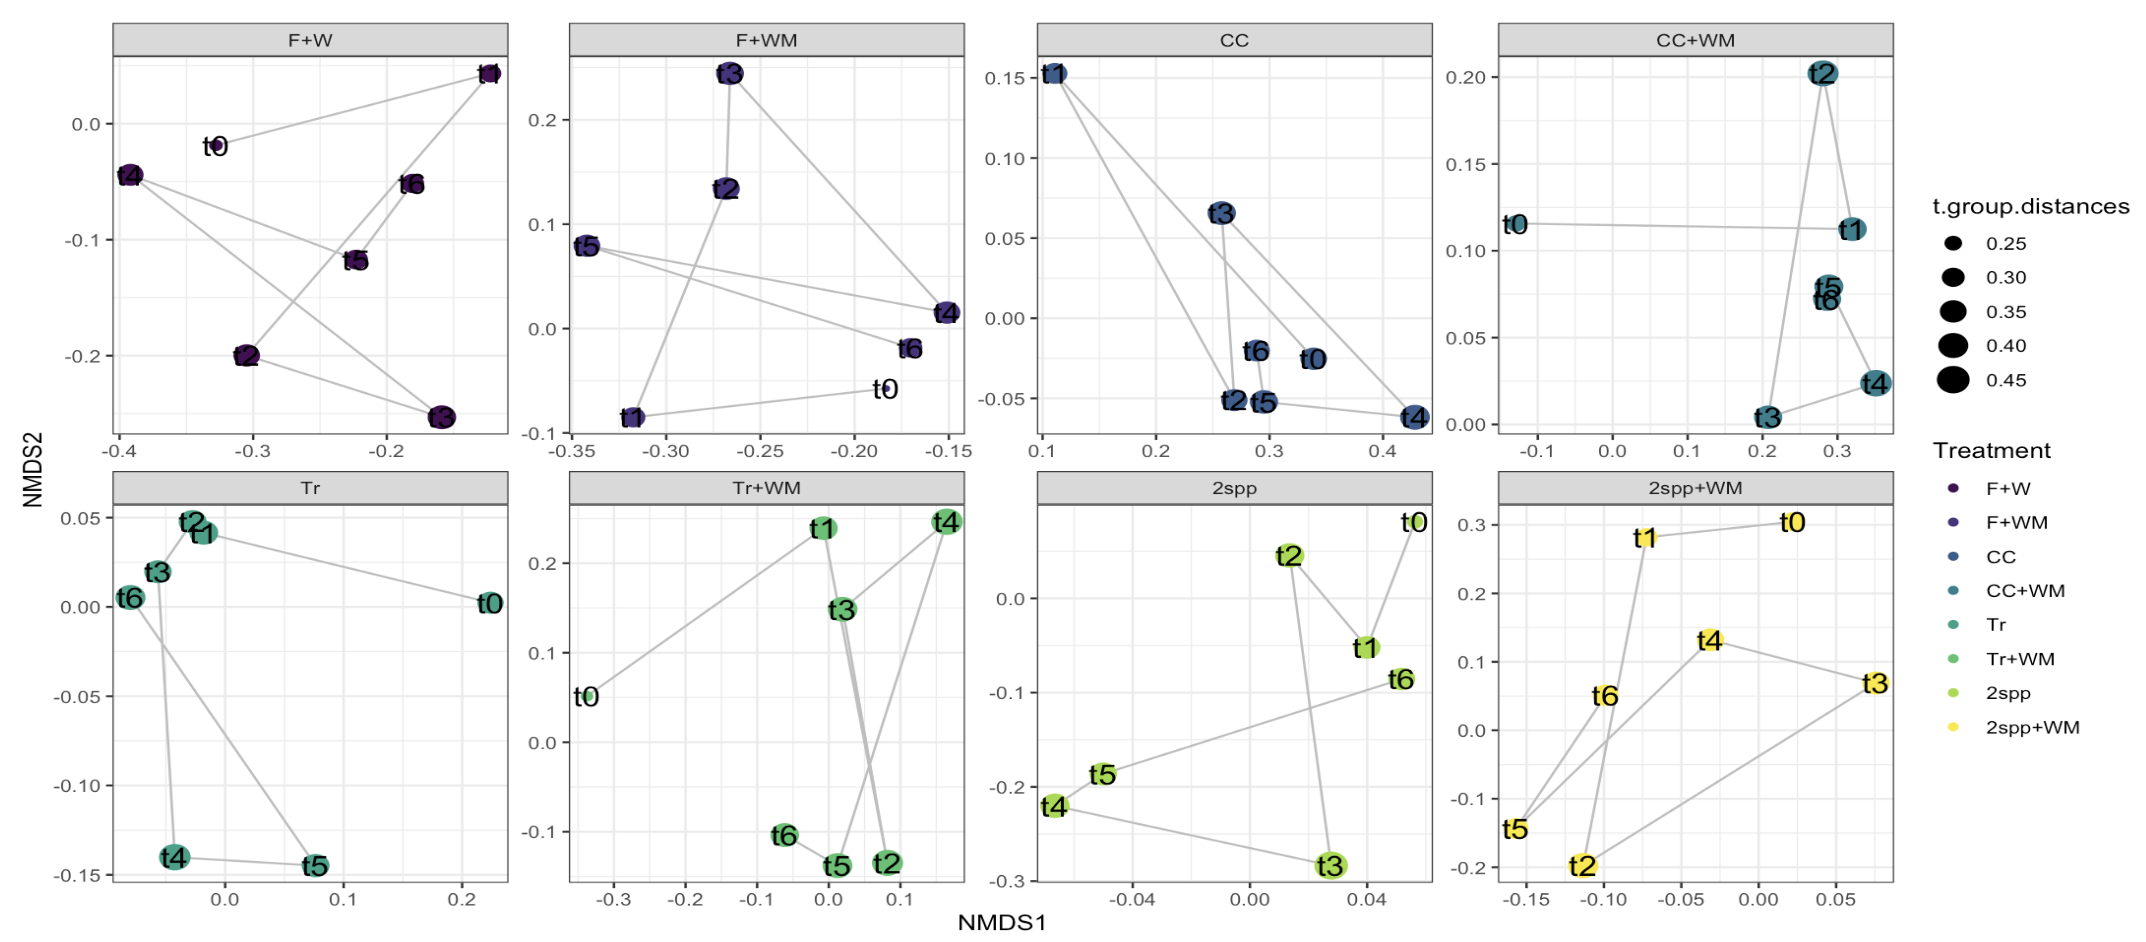 F+W
F+WM
CC
CC+WM
0.0
-0.1
-0.2
-0.4
-0.3
-0.2
t0
t1
t2
t3
t4
t5
t6
0.2
0.1
0.0
-0.1
-0.35
-0.30
-0.25
-0.20
-0.15
t0
t1
t2
t3
t4
t5
t6
0.15
0.10
0.05
0.00
-0.05
0.1
0.2
0.3
0.4
t0
t1
t2
t3
t4
t5
t6
0.20
0.15
0.10
0.05
0.00
-0.1
0.0
0.1
0.2
0.3
t0
t1
t2
t3
t4
t5
t6
Tr
Tr+WM
2spp
2spp+WM
0.05
0.00
-0.05
-0.10
-0.15
0.0
0.1
0.2
t0
t1
t2
t3
t4
t5
t6
0.2
0.1
0.0
-0.1
-0.3
-0.2
-0.1
0.0
0.1
t0
t1
t2
t3
t4
t5
t6
0.0
-0.1
-0.2
-0.3
-0.04
0.00
0.04
t0
t1
t2
t3
t4
t5
t6
0.3
0.2
0.1
0.0
-0.1
-0.2
-0.15
-0.10
-0.05
0.00
0.05
t0
t1
t2
t3
t4
t5
t6
NMDS2
NMDS1
t.group.distances
0.25
0.30
0.35
0.40
0.45
Treatment
F+W
F+WM
CC
CC+WM
Tr
Tr+WM
2spp
2spp+WM